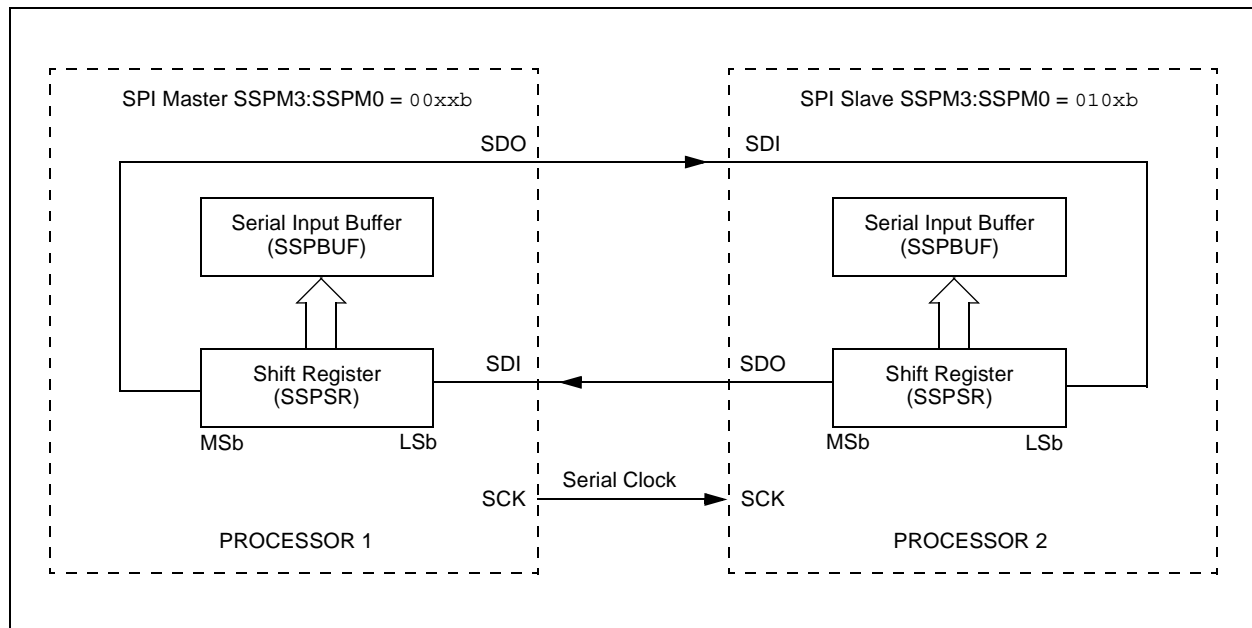 SPI Master SSPM3:SSPM0 = 00xxb
SPI Slave SSPM3:SSPM0 = 010xb
SDO
SDI
Serial Input Buffer
(SSPBUF)
Serial Input Buffer
(SSPBUF)
SDI
SDO
Shift Register
(SSPSR)
Shift Register
(SSPSR)
MSb
LSb
MSb
LSb
Serial Clock
SCK
SCK
PROCESSOR 1
PROCESSOR 2